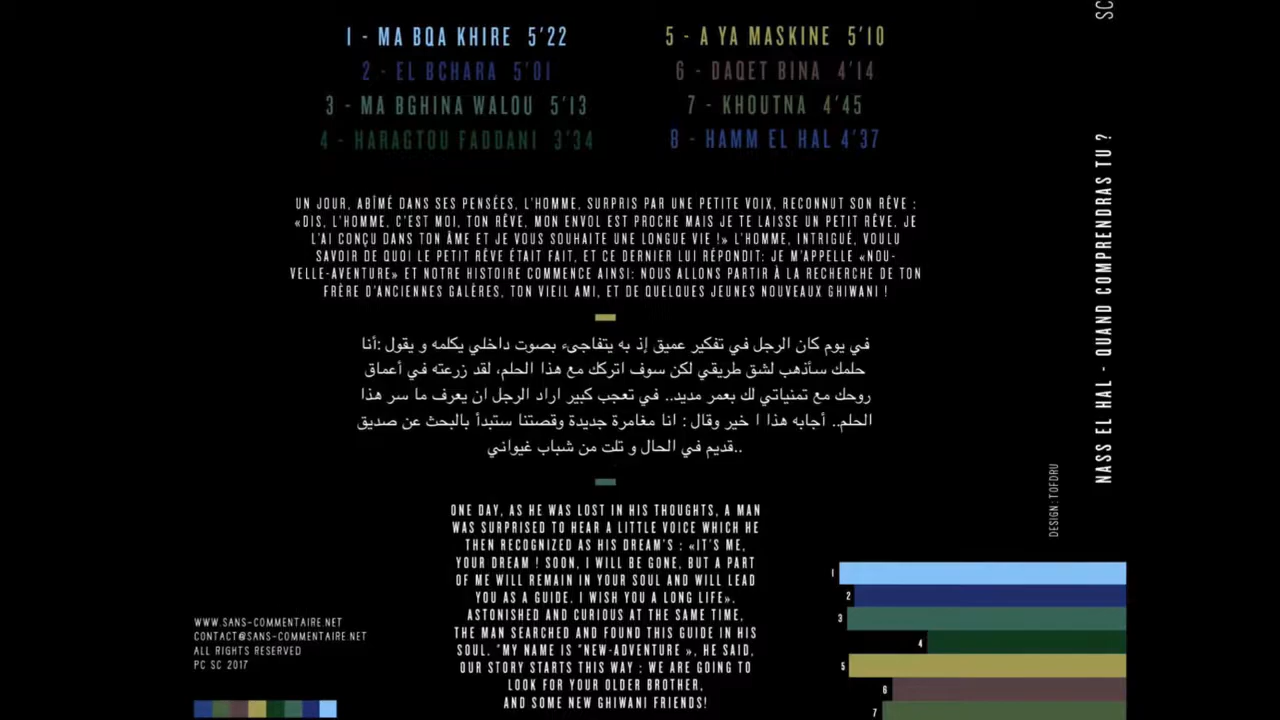 1 - MA BQA KHIRE 5'22
2 - EL BCHARA 5'01
3 - MA BGHINA WALOU 5'13
4 - HARAGTOU FADDANI 3'34
5 - A YA MASKINE 5'10
6 - DAQET BINA 4'14
7 - KHOUTNA 4'45
8 - HAMM EL HAL 4'37
UN JOUR, ABÎMÉ DANS SES PENSÉES, L'HOMME, SURPRIS PAR UNE PETITE VOIX, RECONNUT SON RÊVE :
«DIS, L'HOMME, C'EST MOI, TON RÊVE, MON ENVOL EST PROCHE MAIS JE TE LAISSE UN PETIT RÊVE, JE
L'AI CONÇU DANS TON ÂME ET JE VOUS SOUHAITE UNE LONGUE VIE !» L'HOMME, INTRIGUÉ, VOULU
SAVOIR DE QUOI LE PETIT RÊVE ÉTAIT FAIT, ET CE DERNIER LUI RÉPONDIT: JE M'APPELLE «NOU-
VELLE-AVENTURE» ET NOTRE HISTOIRE COMMENCE AINSI: NOUS ALLONS PARTIR À LA RECHERCHE DE TON
FRÈRE D'ANCIENNES GALÈRES, TON VIEIL AMI, ET DE QUELQUES JEUNES NOUVEAUX GHIWANI !
في يوم كان الرجل في تفكير عميق إذ به يتفاجىء بصوت داخلي يكلمه و يقول :أنا
حلمك سأذهب لشق طريقي لكن سوف اتركك مع هذا الحلم، لقد زرعته في أعماق
روحك مع تمنياتي لك بعمر مديد.. في تعجب كبير اراد الرجل ان يعرف ما سر هذا
الحلم.. أجابه هذا ا خير وقال : انا مغامرة جديدة وقصتنا ستبدأ بالبحث عن صديق
قديم في الحال و تلت من شباب غيواني..
ONE DAY, AS HE WAS LOST IN HIS THOUGHTS, A MAN
WAS SURPRISED TO HEAR A LITTLE VOICE WHICH HE
THEN RECOGNIZED AS HIS DREAM'S : «IT'S ME,
YOUR DREAM ! SOON, I WILL BE GONE, BUT A PART
OF ME WILL REMAIN IN YOUR SOUL AND WILL LEAD
YOU AS A GUIDE. I WISH YOU A LONG LIFE».
ASTONISHED AND CURIOUS AT THE SAME TIME,
THE MAN SEARCHED AND FOUND THIS GUIDE IN HIS
SOUL. "MY NAME IS "NEW-ADVENTURE », HE SAID,
OUR STORY STARTS THIS WAY : WE ARE GOING TO
LOOK FOR YOUR OLDER BROTHER,
AND SOME NEW GHIWANI FRIENDS!
WWW.SANS-COMMENTAIRE.NET
CONTACT@SANS-COMMENTAIRE.NET
ALL RIGHTS RESERVED
PC SC 2017
DESIGN : TOFDRU
NASS EL HAL - QUAND COMPRENDRAS TU ?
SC
1
2
3
4
5
6
7